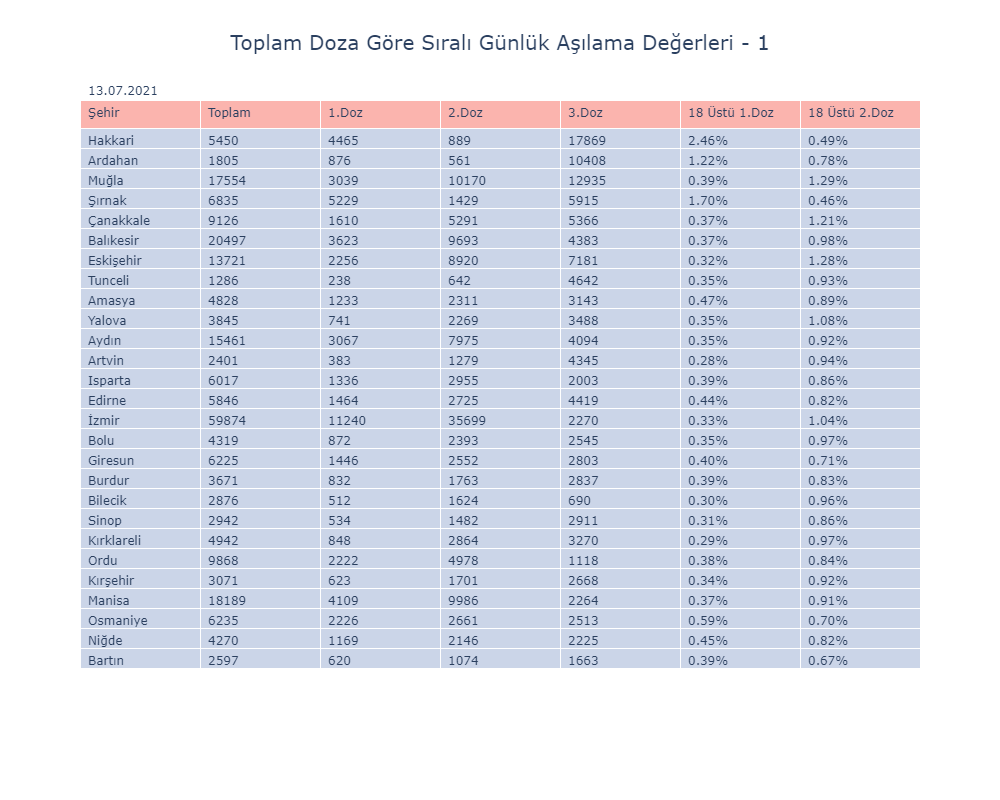 Toplam Doza Göre Sıralı Günlük Aşılama Değerleri - 1
13.07.2021
Şehir Toplam 1.Doz 2.Doz 3.Doz 18 Üstü 1.Doz 18 Üstü 2.Doz
Hakkari 5450 4465 889 17869 2.46% 0.49%
Ardahan 1805 876 561 10408 1.22% 0.78%
Muğla 17554 3039 10170 12935 0.39% 1.29%
Şırnak 6835 5229 1429 5915 1.70% 0.46%
Çanakkale 9126 1610 5291 5366 0.37% 1.21%
Balıkesir 20497 3623 9693 4383 0.37% 0.98%
Eskişehir 13721 2256 8920 7181 0.32% 1.28%
Tunceli 1286 238 642 4642 0.35% 0.93%
Amasya 4828 1233 2311 3143 0.47% 0.89%
Yalova 3845 741 2269 3488 0.35% 1.08%
Aydın 15461 3067 7975 4094 0.35% 0.92%
Artvin 2401 383 1279 4345 0.28% 0.94%
Isparta 6017 1336 2955 2003 0.39% 0.86%
Edirne 5846 1464 2725 4419 0.44% 0.82%
İzmir 59874 11240 35699 2270 0.33% 1.04%
Bolu 4319 872 2393 2545 0.35% 0.97%
Giresun 6225 1446 2552 2803 0.40% 0.71%
Burdur 3671 832 1763 2837 0.39% 0.83%
Bilecik 2876 512 1624 690 0.30% 0.96%
Sinop 2942 534 1482 2911 0.31% 0.86%
Kırklareli 4942 848 2864 3270 0.29% 0.97%
Ordu 9868 2222 4978 1118 0.38% 0.84%
Kırşehir 3071 623 1701 2668 0.34% 0.92%
Manisa 18189 4109 9986 2264 0.37% 0.91%
Osmaniye 6235 2226 2661 2513 0.59% 0.70%
Niğde 4270 1169 2146 2225 0.45% 0.82%
Bartın 2597 620 1074 1663 0.39% 0.67%